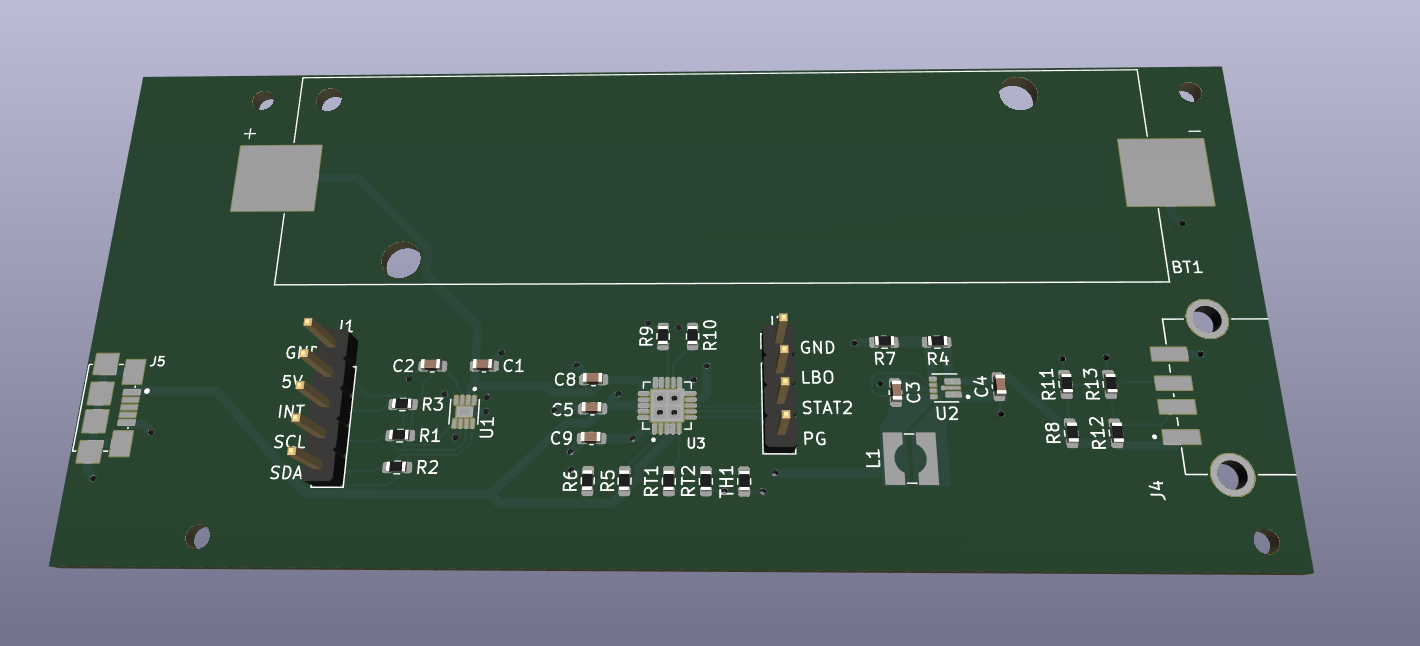 +
−
BT1
J1
GND
5V
INT
SCL
SDA
J5
C2
C1
R3
R1
R2
U1
C8
C5
C9
R9
R10
U3
R6
R5
RT1
RT2
TH1
GND
LBO
STAT2
PG
R7
R4
C3
U2
C4
L1
R11
R13
R8
R12
J4